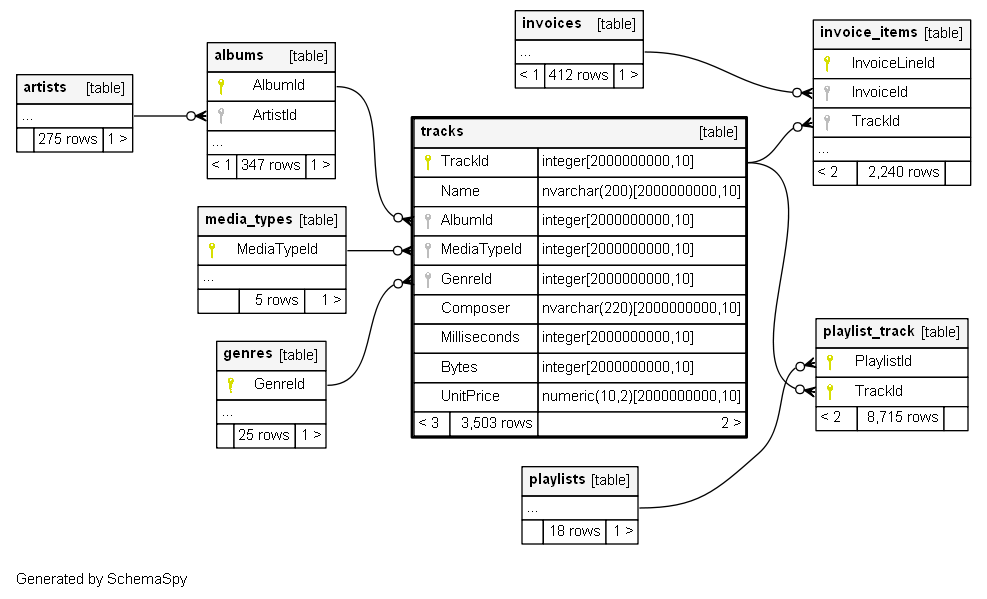 artists [table]
...
275 rows 1 >
albums [table]
AlbumId
ArtistId
...
< 1 347 rows 1 >
media_types [table]
MediaTypeId
...
5 rows 1 >
genres [table]
GenreId
...
25 rows 1 >
invoices [table]
...
< 1 412 rows 1 >
tracks [table]
TrackId integer[2000000000,10]
Name nvarchar(200)[2000000000,10]
AlbumId integer[2000000000,10]
MediaTypeId integer[2000000000,10]
GenreId integer[2000000000,10]
Composer nvarchar(220)[2000000000,10]
Milliseconds integer[2000000000,10]
Bytes integer[2000000000,10]
UnitPrice numeric(10,2)[2000000000,10]
< 3 3,503 rows 2 >
playlists [table]
...
18 rows 1 >
invoice_items [table]
InvoiceLineId
InvoiceId
TrackId
...
< 2 2,240 rows
playlist_track [table]
PlaylistId
TrackId
< 2 8,715 rows
Generated by SchemaSpy